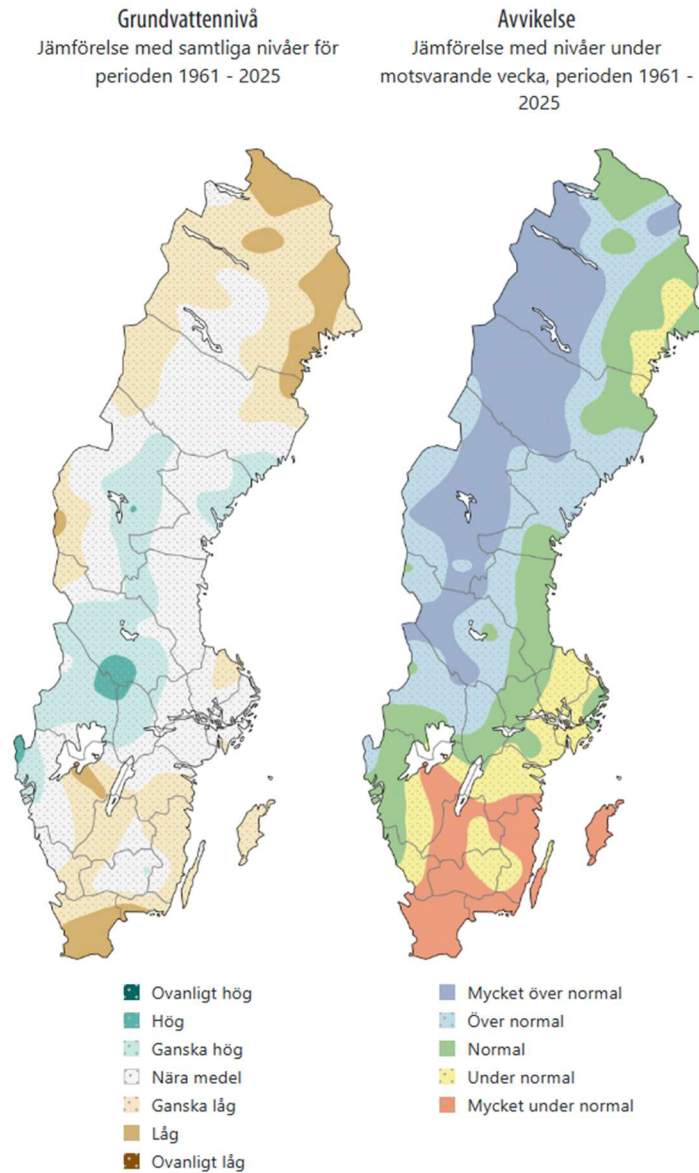 Grundvattennivå
Jämförelse med samtliga nivåer för
perioden 1961 - 2025
Avvikelse
Jämförelse med nivåer under
motsvarande vecka, perioden 1961 -
2025
Ovanligt hög
Hög
Ganska hög
Nära medel
Ganska låg
Låg
Ovanligt låg
Mycket över normal
Över normal
Normal
Under normal
Mycket under normal